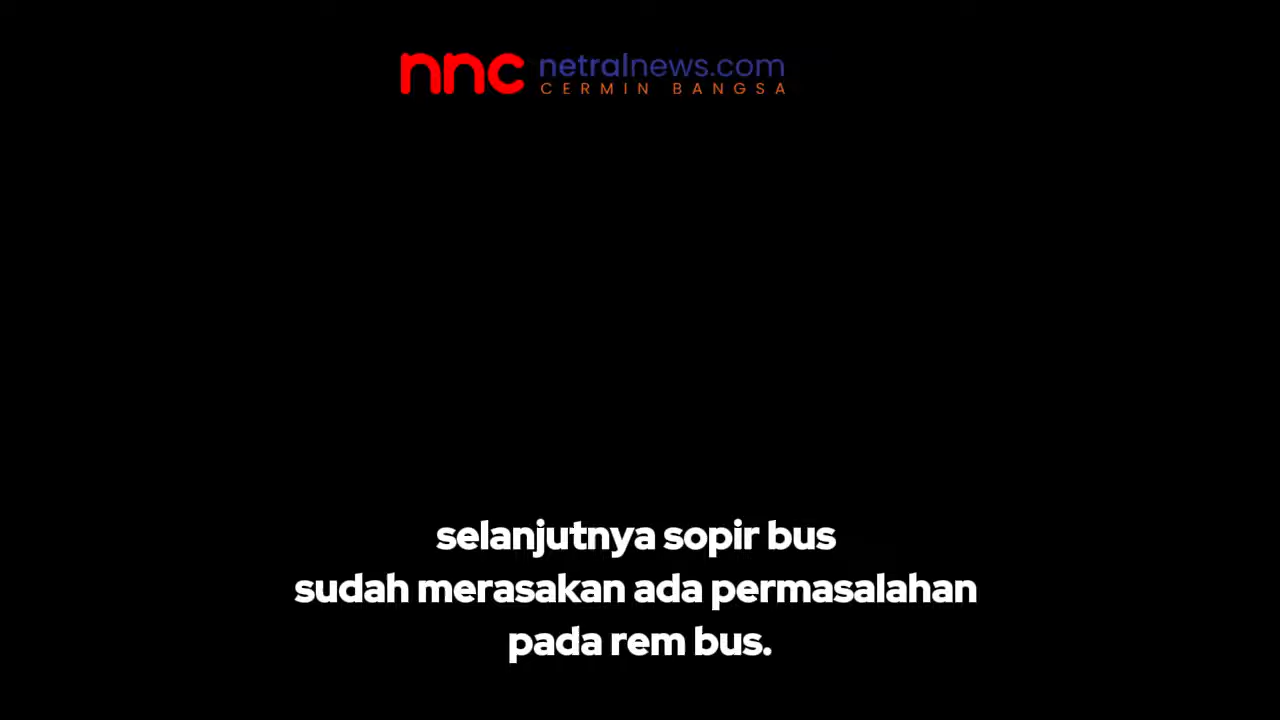 nnc netralnews.com
CERMIN BANGSA
selanjutnya sopir bus
sudah merasakan ada permasalahan
pada rem bus.